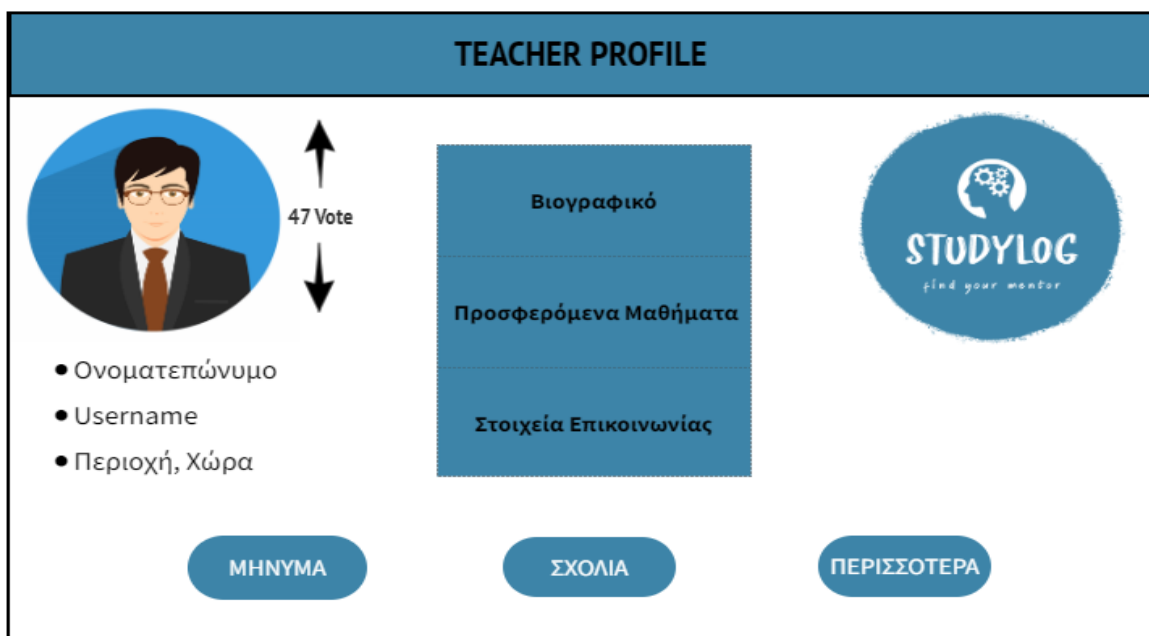 TEACHER PROFILE
47 Vote
• Ονοματεπώνυμο
• Username
• Περιοχή, Χώρα
Βιογραφικό
Προσφερόμενα Μαθήματα
Στοιχεία Επικοινωνίας
STUDYLOG
find your mentor
ΜΗΝΥΜΑ
ΣΧΟΛΙΑ
ΠΕΡΙΣΣΟΤΕΡΑ